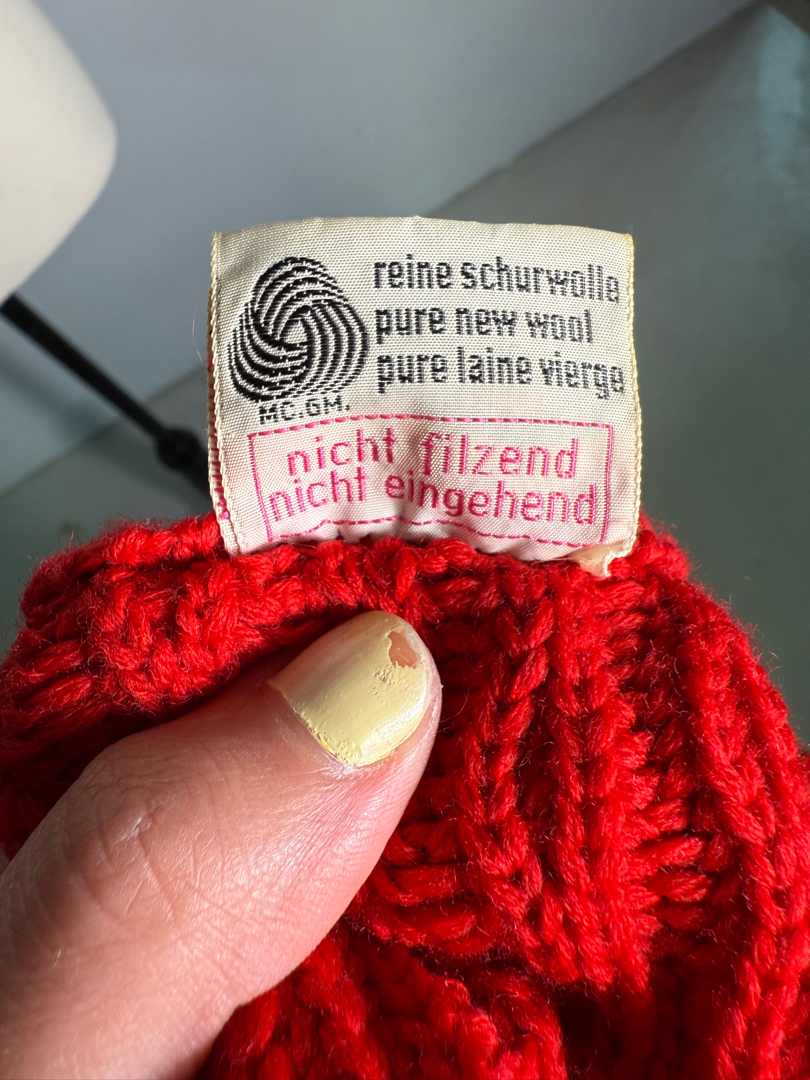 reine schurwolle
pure new wool
pure laine vierge
MC.GM.
nicht filzend
nicht eingehend